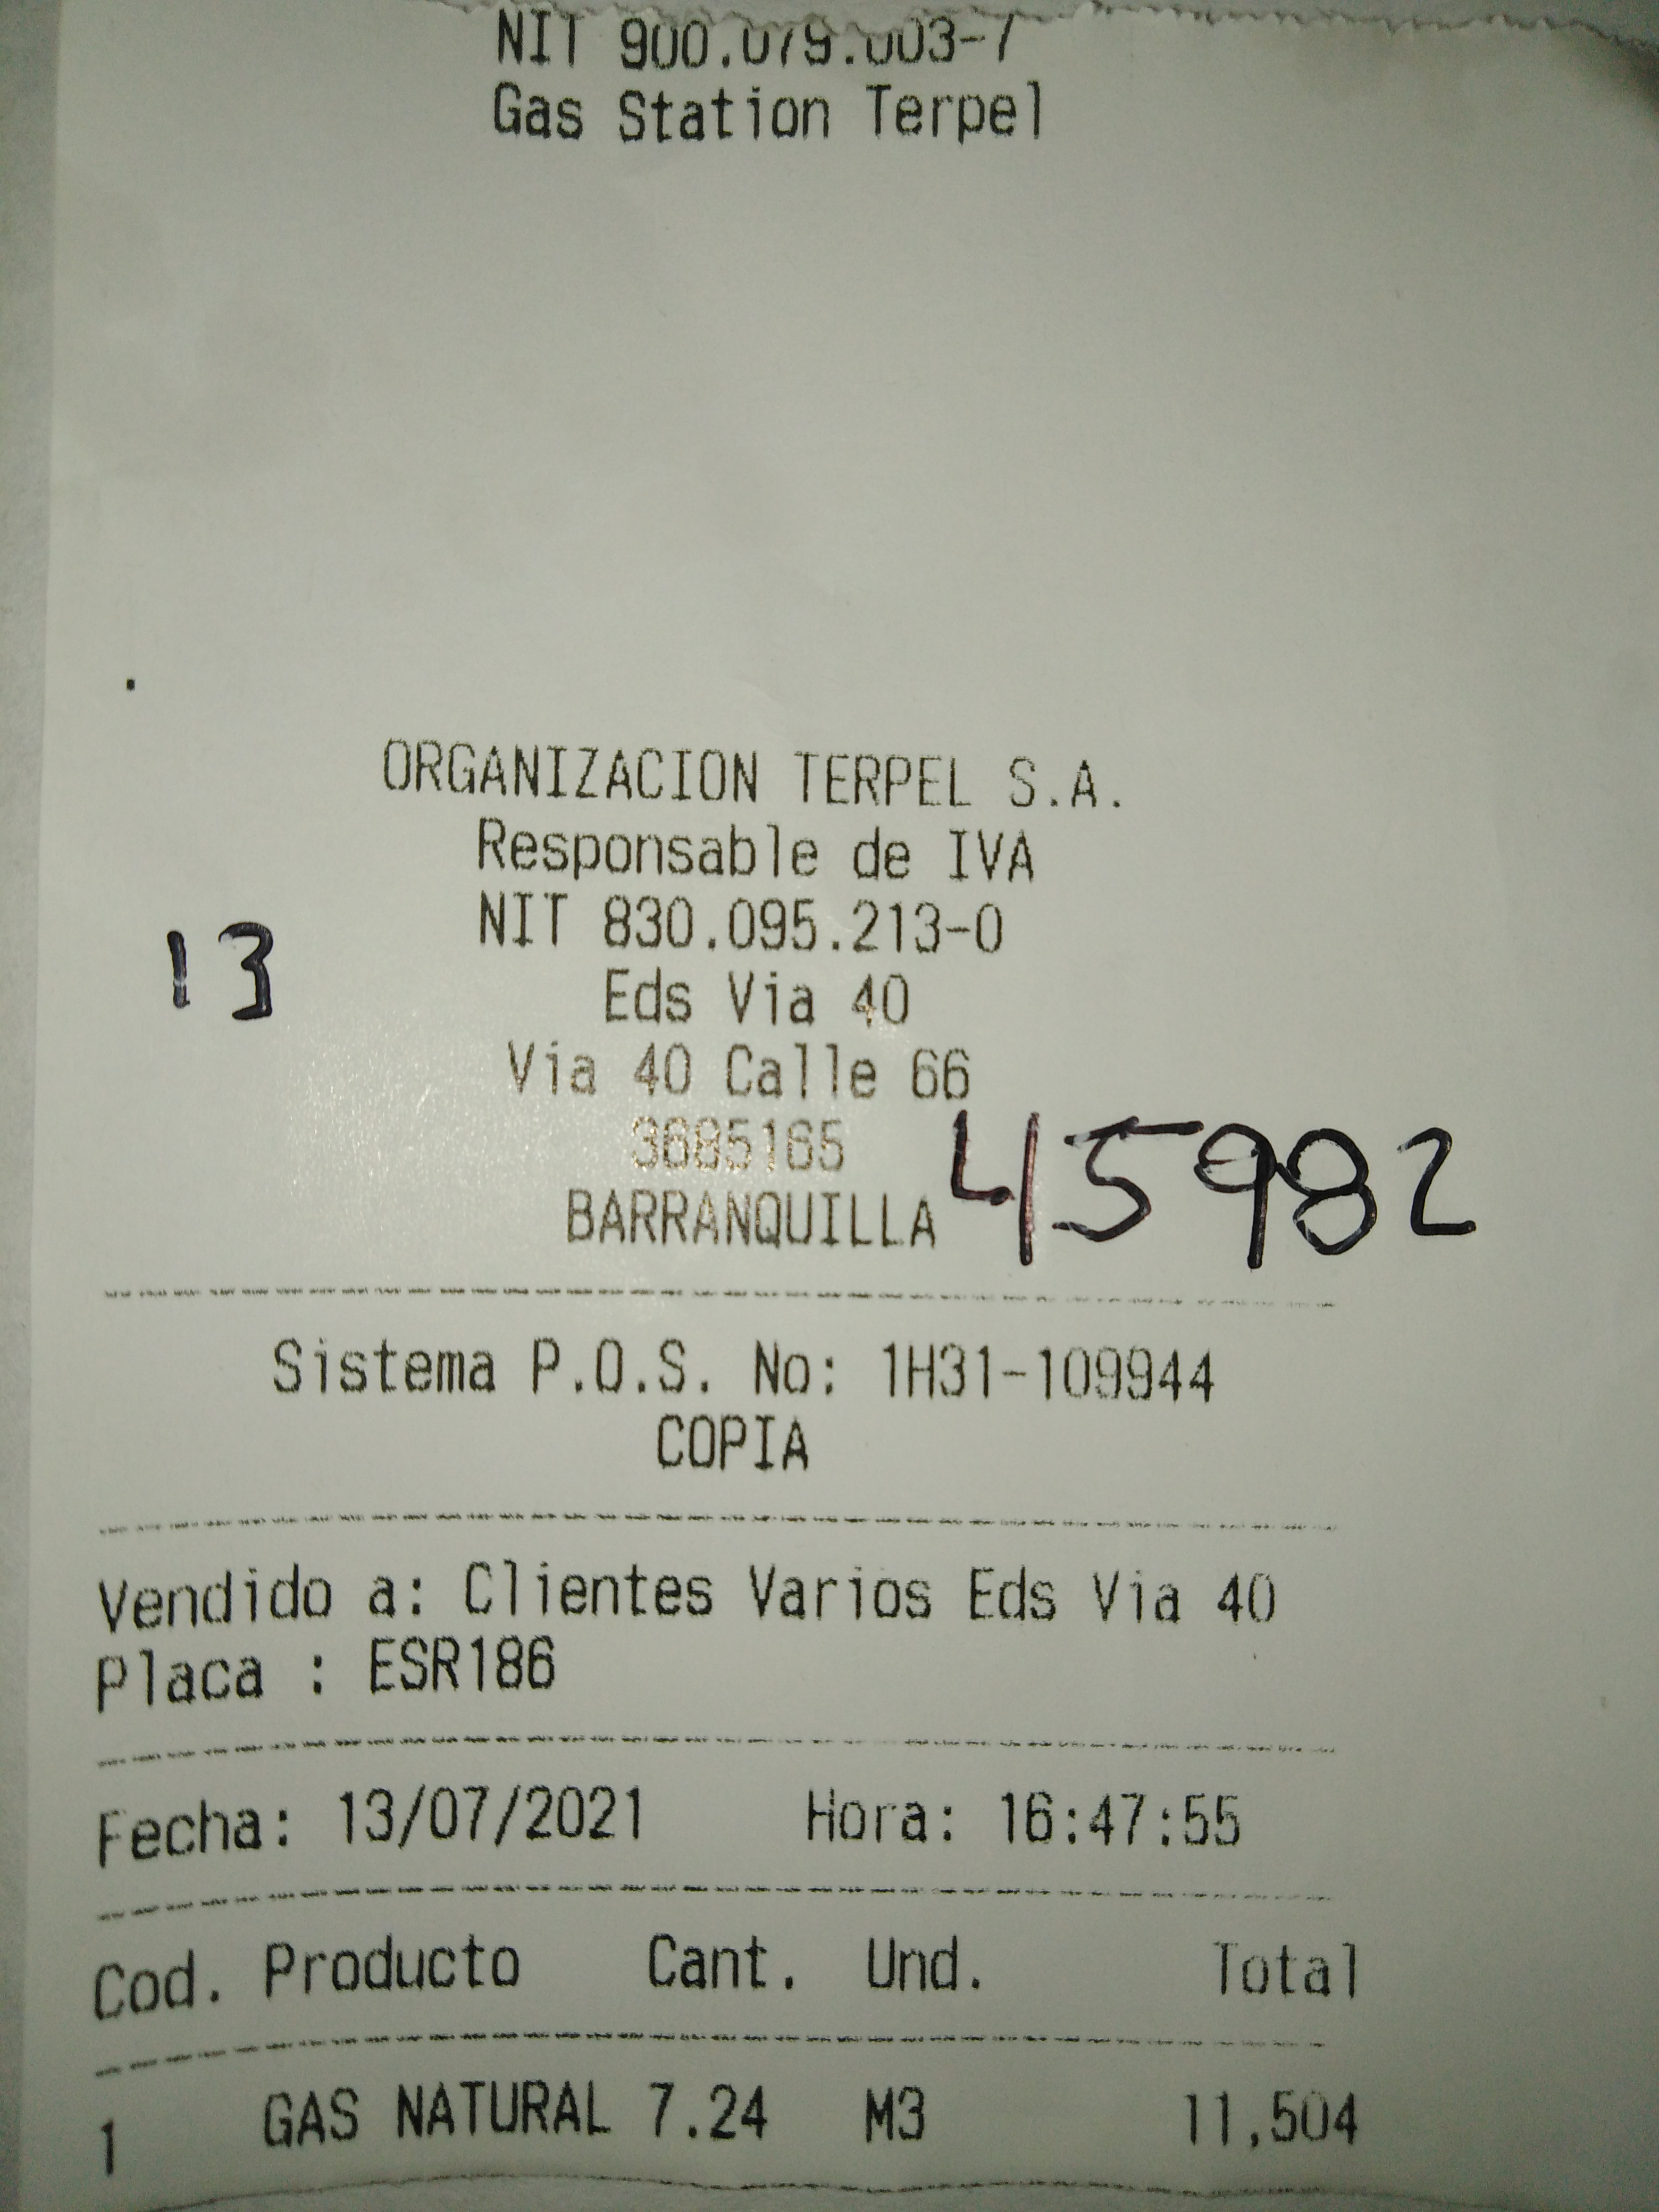 NIT 900.079.003-7
Gas Station Terpel
ORGANIZACION TERPEL S.A.
Responsable de IVA
NIT 830.095.213-0
13
Eds Via 40
Via 40 Calle 66
3685165
45982
BARRANQUILLA
Sistema P.O.S. No: 1H31-109944
COPIA
Vendido a: Clientes Varios Eds Via 40
Placa : ESR186
Fecha: 13/07/2021 Hora: 16:47:55
Cod. Producto Cant. Und. Total
1 GAS NATURAL 7.24 M3 11,504